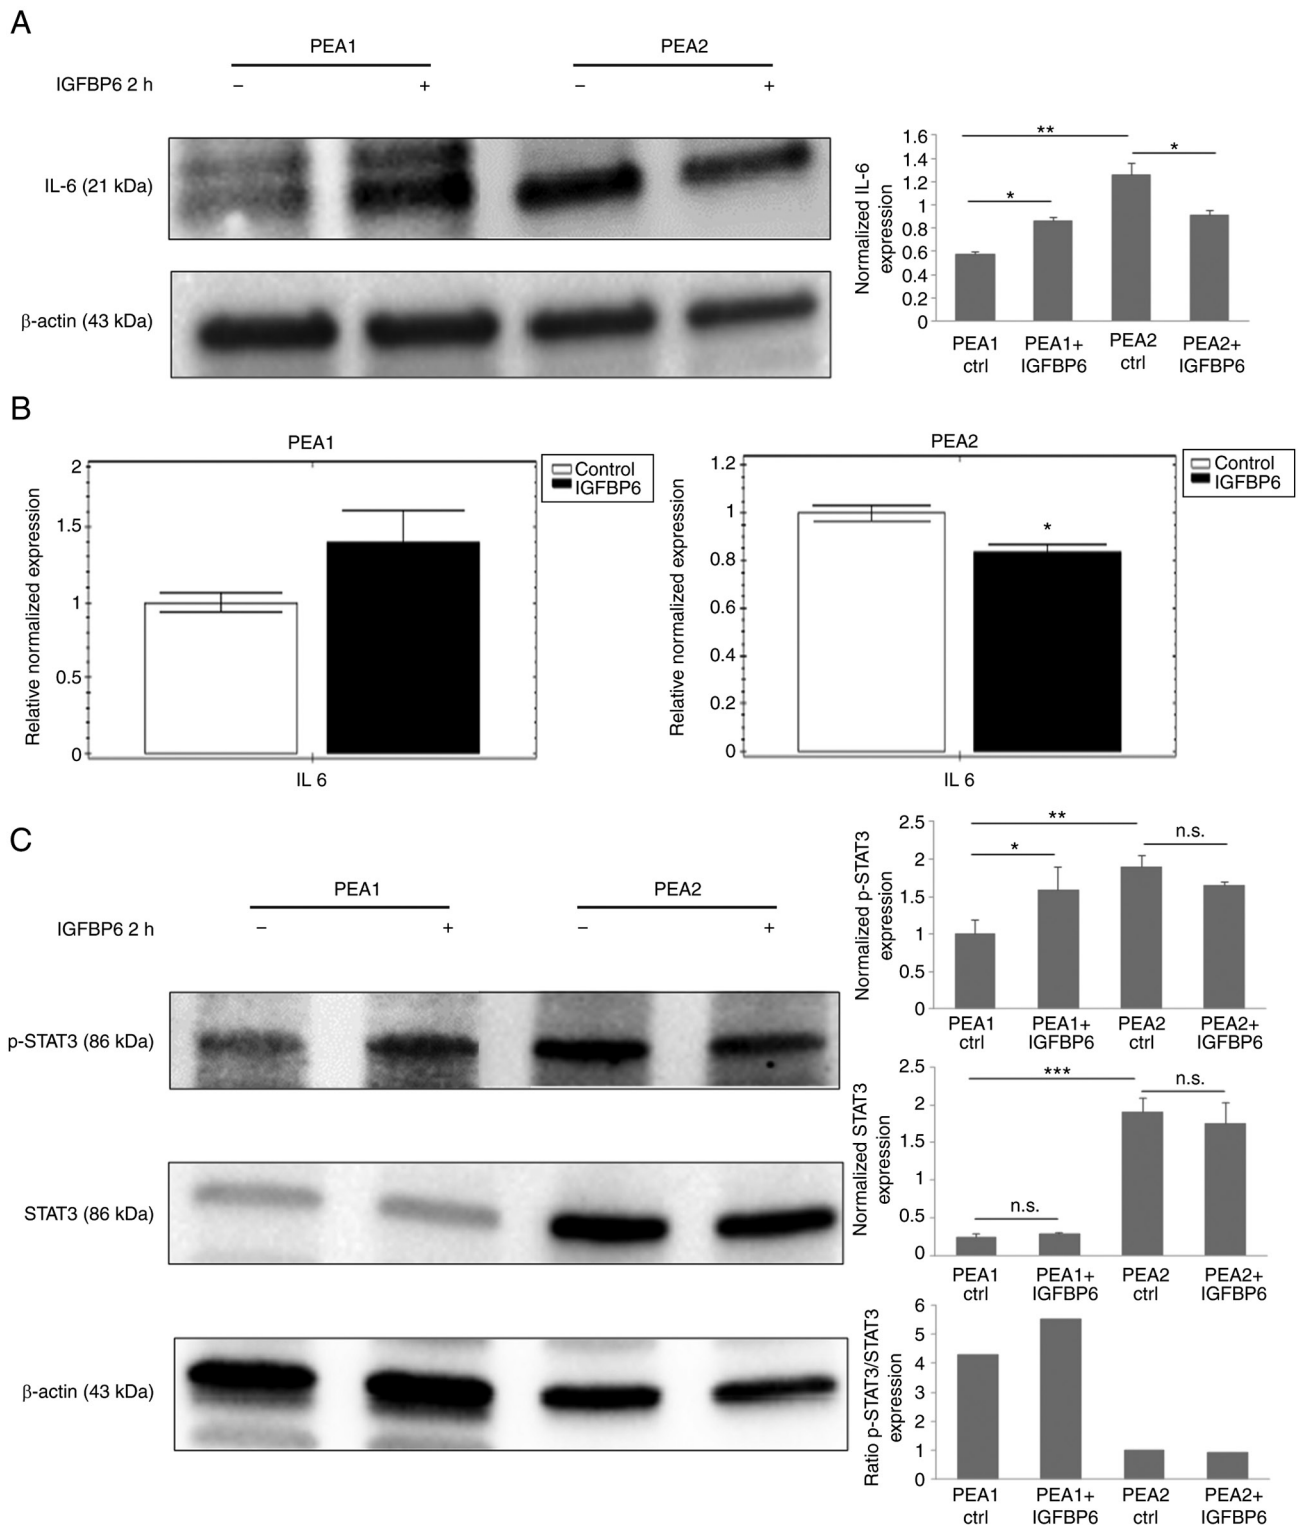 A
PEA1
PEA2
IGFBP6 2 h
–
+
–
+
IL-6 (21 kDa)
β-actin (43 kDa)
Normalized IL-6
expression
1.6
1.4
1.2
1
0.8
0.6
0.4
0.2
0
**
*
*
PEA1
ctrl
PEA1+
IGFBP6
PEA2
ctrl
PEA2+
IGFBP6
B
PEA1
Relative normalized expression
2
1.5
1
0.5
0
IL 6
Control
IGFBP6
PEA2
Relative normalized expression
1.2
1
0.8
0.6
0.4
0.2
0
*
IL 6
Control
IGFBP6
C
PEA1
PEA2
IGFBP6 2 h
–
+
–
+
p-STAT3 (86 kDa)
STAT3 (86 kDa)
β-actin (43 kDa)
Normalized p-STAT3
expression
2.5
2
1.5
1
0.5
0
**
*
n.s.
PEA1
ctrl
PEA1+
IGFBP6
PEA2
ctrl
PEA2+
IGFBP6
Normalized STAT3
expression
2.5
2
1.5
1
0.5
0
***
n.s.
n.s.
PEA1
ctrl
PEA1+
IGFBP6
PEA2
ctrl
PEA2+
IGFBP6
Ratio p-STAT3/STAT3
expression
6
5
4
3
2
1
0
PEA1
ctrl
PEA1+
IGFBP6
PEA2
ctrl
PEA2+
IGFBP6